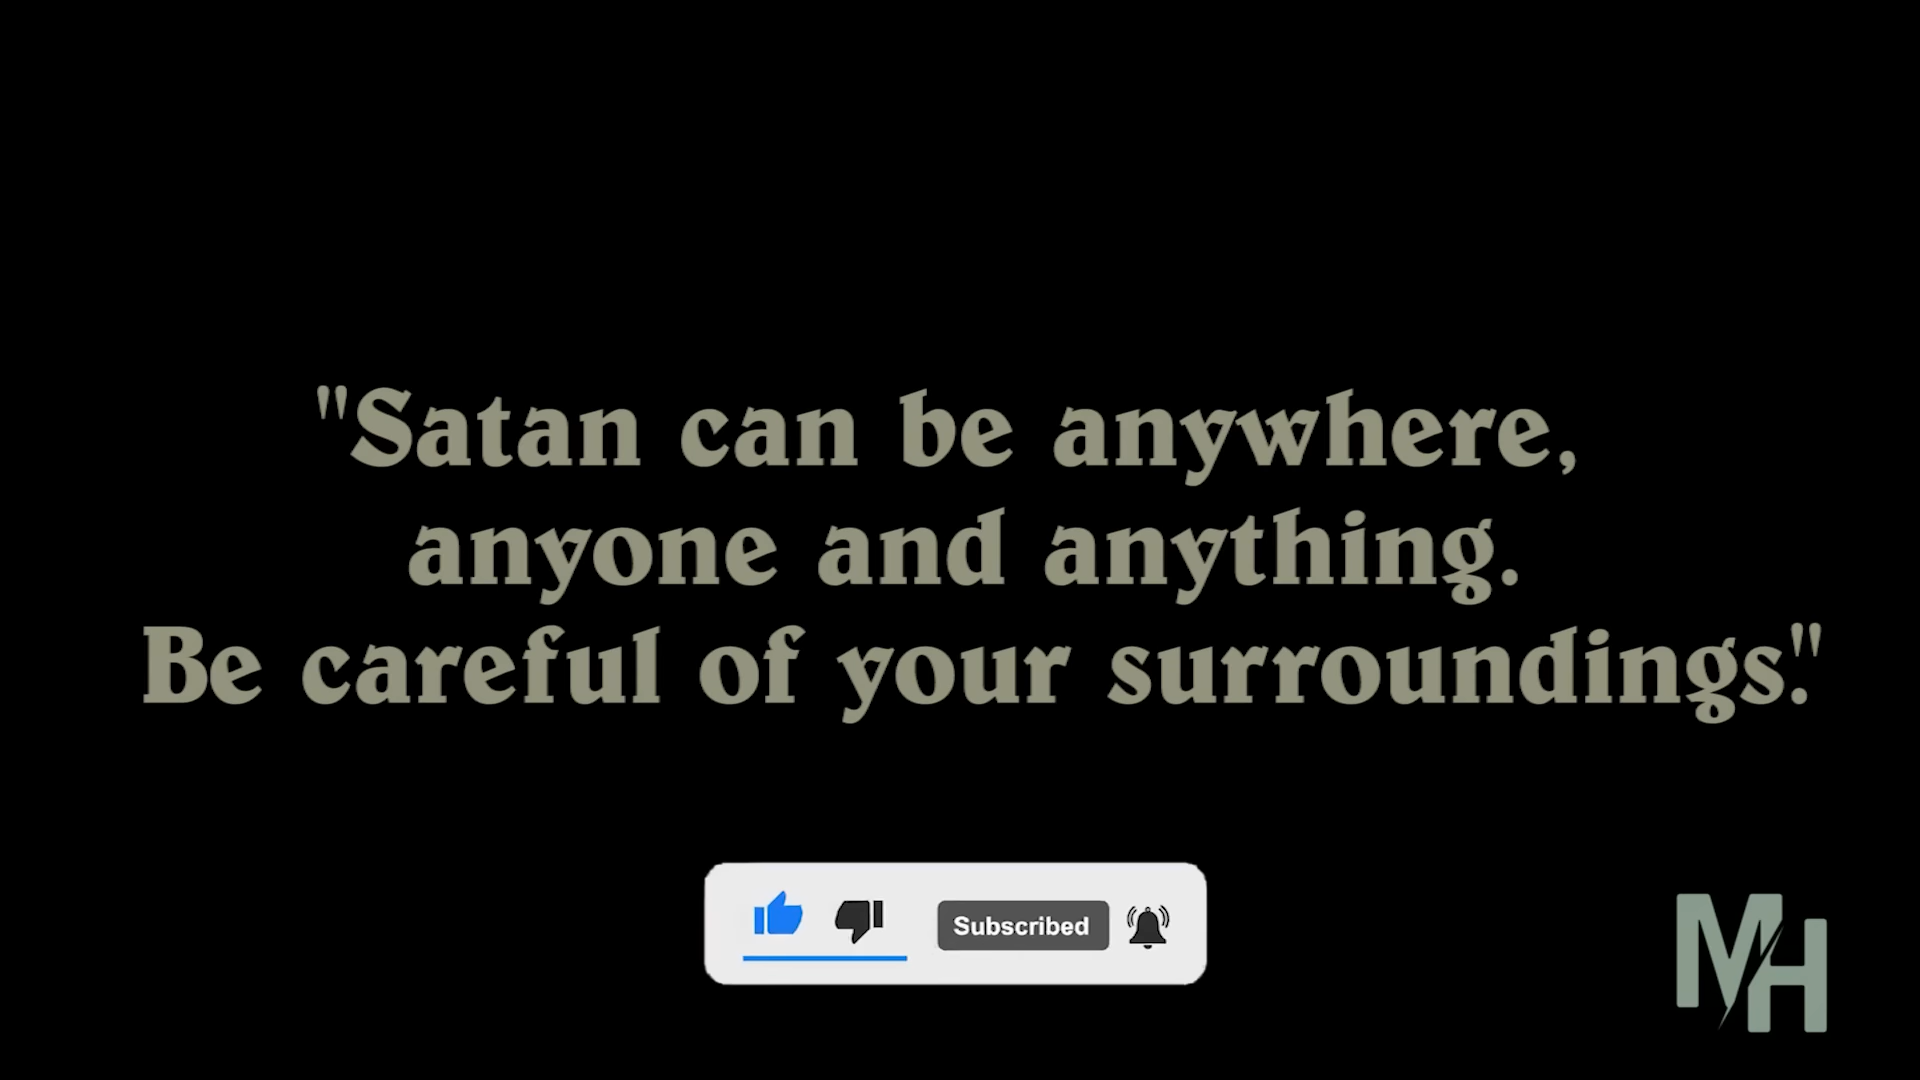 "Satan can be anywhere,
anyone and anything.
Be careful of your surroundings."
Subscribed
MH